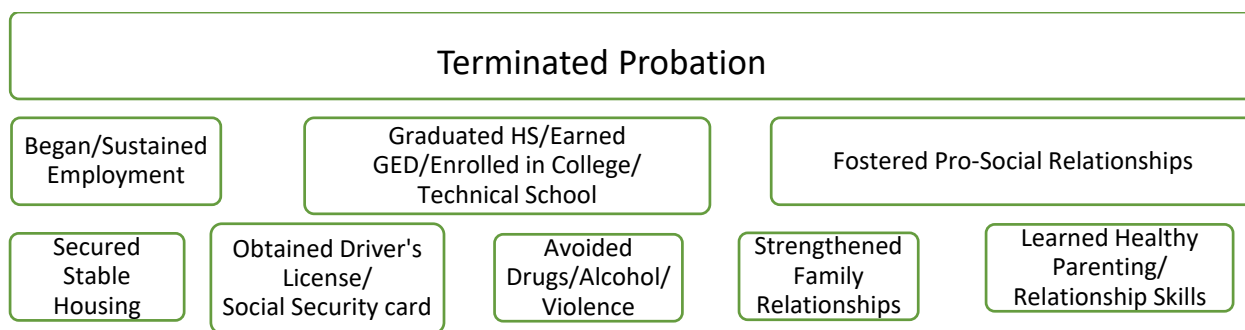 Terminated Probation
Began/Sustained
Employment
Graduated HS/Earned
GED/Enrolled in College/
Technical School
Fostered Pro-Social Relationships
Secured
Stable
Housing
Obtained Driver's
License/
Social Security card
Avoided
Drugs/Alcohol/
Violence
Strengthened
Family
Relationships
Learned Healthy
Parenting/
Relationship Skills